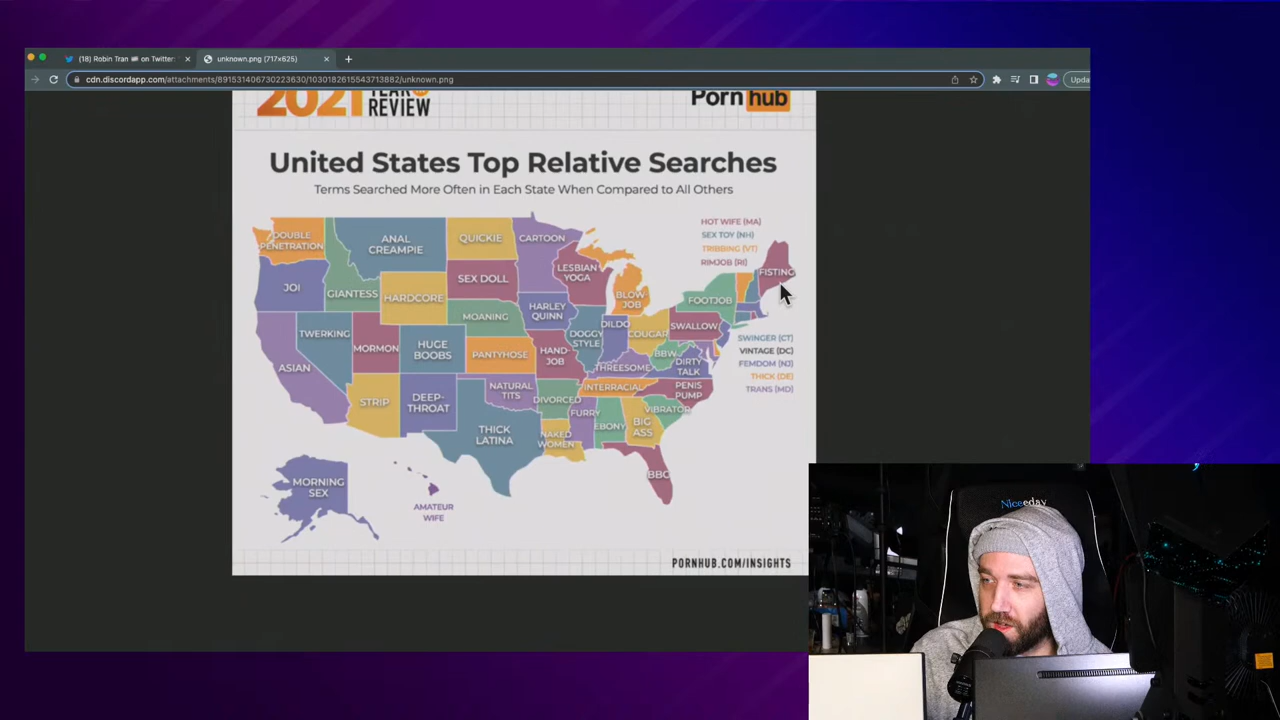 (18) Robin Tran on Twitter:
unknown.png (717×625)
cdn.discordapp.com/attachments/891531406730223630/1030182615543713882/unknown.png
Upda
2021 YEAR
REVIEW
Porn hub
United States Top Relative Searches
Terms Searched More Often in Each State When Compared to All Others
HOT WIFE (MA)
SEX TOY (NH)
TRIBBING (VT)
RIMJOB (RI)
DOUBLE
PENETRATION
ANAL
CREAMPIE
QUICKIE
CARTOON
LESBIAN
YOGA
FISTING
JOI
GIANTESS
HARDCORE
SEX DOLL
BLOW-
JOB
FOOTJOB
MOANING
HARLEY
QUINN
DILDO
SWALLOW
TWERKING
MORMON
HUGE
BOOBS
DOGGY
STYLE
COUGAR
SWINGER (CT)
VINTAGE (DC)
FEMDOM (NJ)
THICK (DE)
TRANS (MD)
PANTYHOSE
HAND-
JOB
BBW
THREESOME
DIRTY
TALK
ASIAN
STRIP
DEEP-
THROAT
NATURAL
TITS
DIVORCED
INTERRACIAL
PENIS
PUMP
FURRY
VIBRATOR
EBONY
BIG
ASS
THICK
LATINA
NAKED
WOMEN
BBC
MORNING
SEX
AMATEUR
WIFE
PORNHUB.COM/INSIGHTS
Niceday